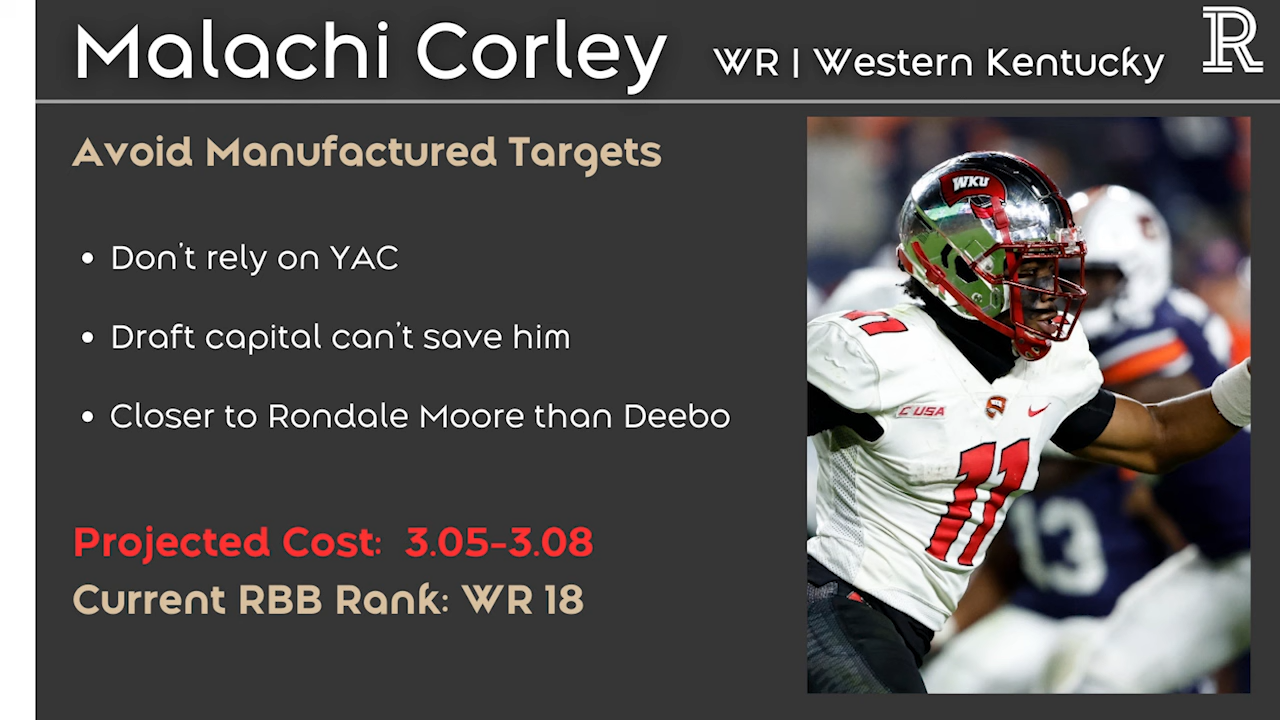 Malachi Corley
WR | Western Kentucky
R
Avoid Manufactured Targets
• Don't rely on YAC
• Draft capital can't save him
• Closer to Rondale Moore than Deebo
Projected Cost: 3.05-3.08
Current RBB Rank: WR 18
WKU
11
C USA
11
13